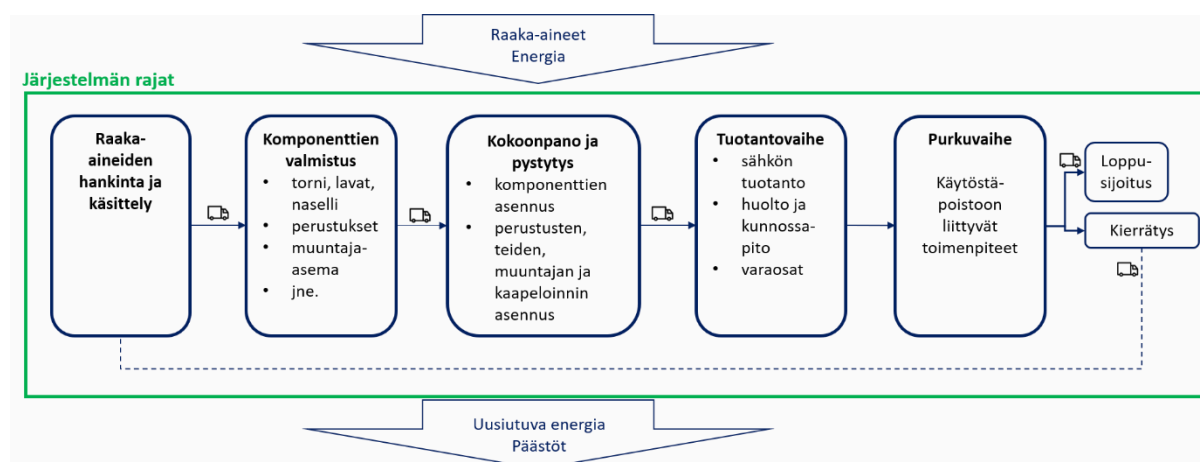 Raaka-aineet
Energia
Järjestelmän rajat
Raaka-
aineiden
hankinta ja
käsittely
Komponenttien
valmistus
• torni, lavat,
naselli
• perustukset
• muuntaja-
asema
• jne.
Kokoonpano ja
pystytys
• komponenttien
asennus
• perustusten,
teiden,
muuntajan ja
kaapeloinnin
asennus
Tuotantovaihe
• sähkön
tuotanto
• huolto ja
kunnossa-
pito
• varaosat
Purkuvaihe
Käytöstä-
poistoon
liittyvät
toimenpiteet
Loppu-
sijoitus
Kierrätys
Uusiutuva energia
Päästöt